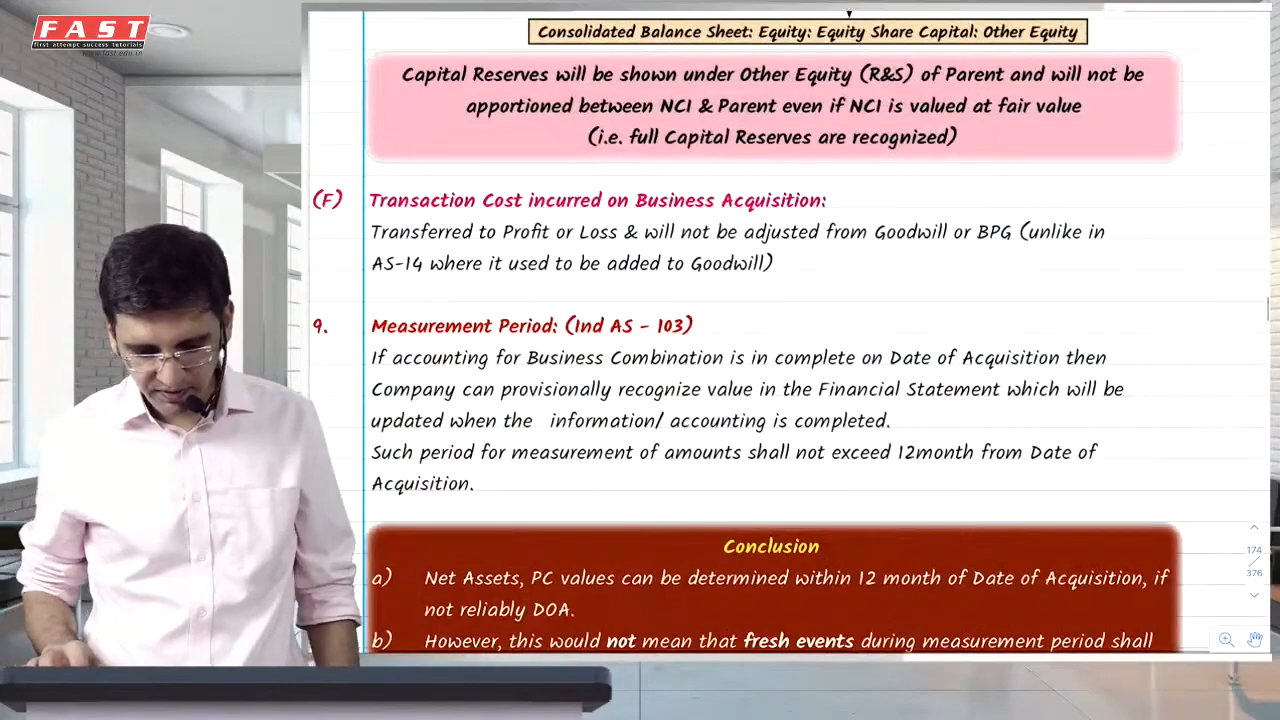 FAST
first attempt success tutorials
www.fast.edu.in
Consolidated Balance Sheet: Equity: Equity Share Capital: Other Equity
Capital Reserves will be shown under Other Equity (R&S) of Parent and will not be
apportioned between NCI & Parent even if NCI is valued at fair value
(i.e. full Capital Reserves are recognized)
(F) Transaction Cost incurred on Business Acquisition:
Transferred to Profit or Loss & will not be adjusted from Goodwill or BPG (unlike in
AS-14 where it used to be added to Goodwill)
9. Measurement Period: (Ind AS - 103)
If accounting for Business Combination is in complete on Date of Acquisition then
Company can provisionally recognize value in the Financial Statement which will be
updated when the information/ accounting is completed.
Such period for measurement of amounts shall not exceed 12month from Date of
Acquisition.
Conclusion
a) Net Assets, PC values can be determined within 12 month of Date of Acquisition, if
not reliably DOA.
b) However, this would not mean that fresh events during measurement period shall
174
/
376